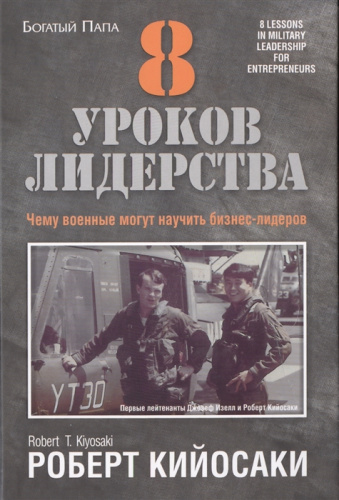 Богатый Папа
8 LESSONS
IN MILITARY
LEADERSHIP
FOR
ENTREPRENEURS
8
УРОКОВ
ЛИДЕРСТВА
Чему военные могут научить бизнес-лидеров
YT30
Первые лейтенанты Джозеф Изелл и Роберт Кийосаки
Robert T. Kiyosaki
РОБЕРТ КИЙОСАКИ